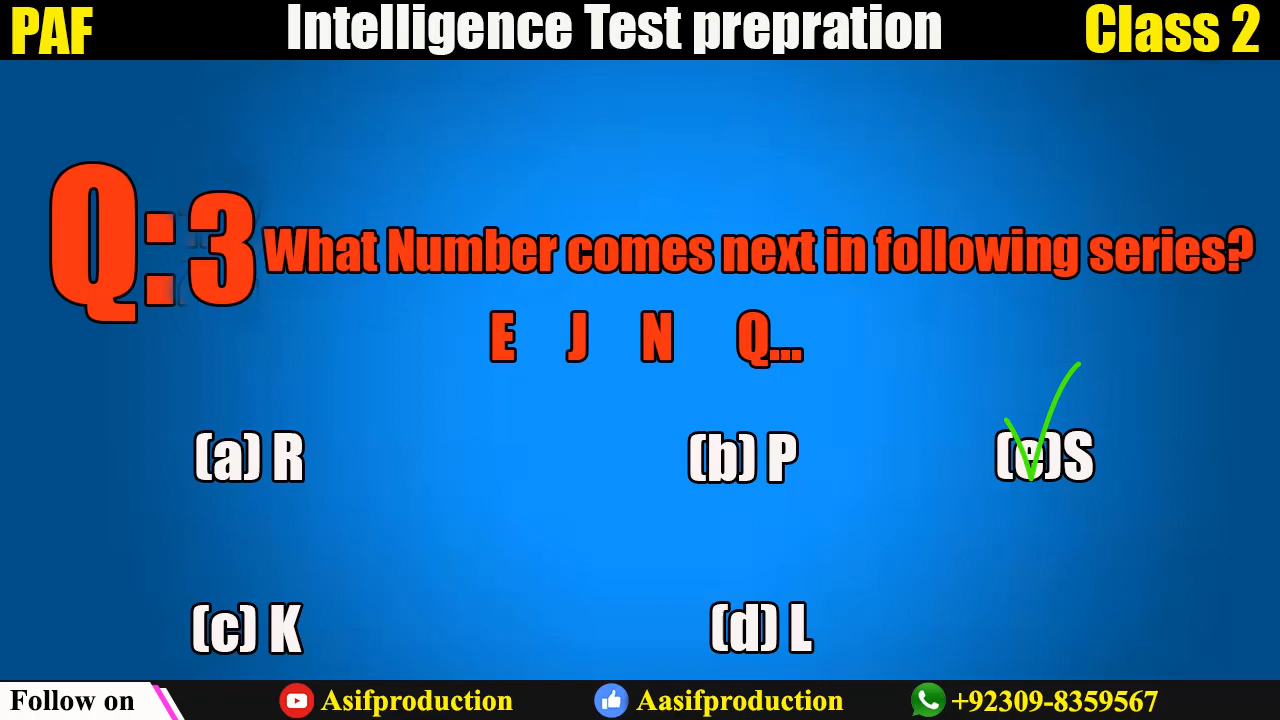 PAF Intelligence Test prepration Class 2
Q:3 What Number comes next in following series?
E J N Q...
(a) R (b) P (e)S
(c) K (d) L
Follow on Asifproduction Aasifproduction +92309-8359567